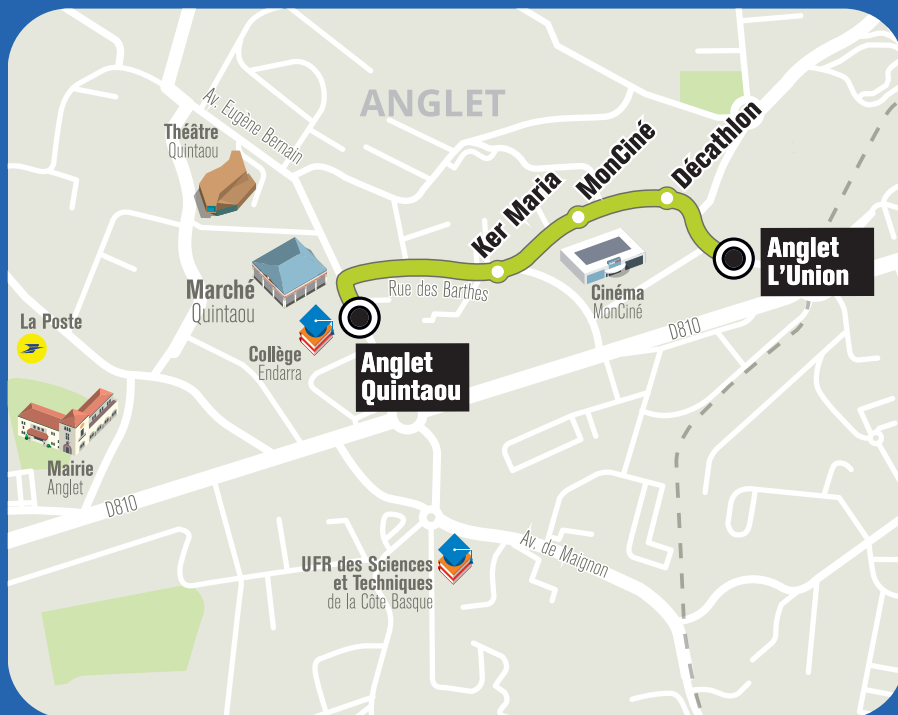 ANGLET
Av. Eugène Bernain
Théâtre
Quintaou
Ker Maria
MonCiné
Décathlon
Anglet
L'Union
Marché
Quintaou
Rue des Barthes
Cinéma
MonCiné
La Poste
Collège
Endarra
Anglet
Quintaou
D810
Mairie
Anglet
D810
UFR des Sciences
et Techniques
de la Côte Basque
Av. de Maignon